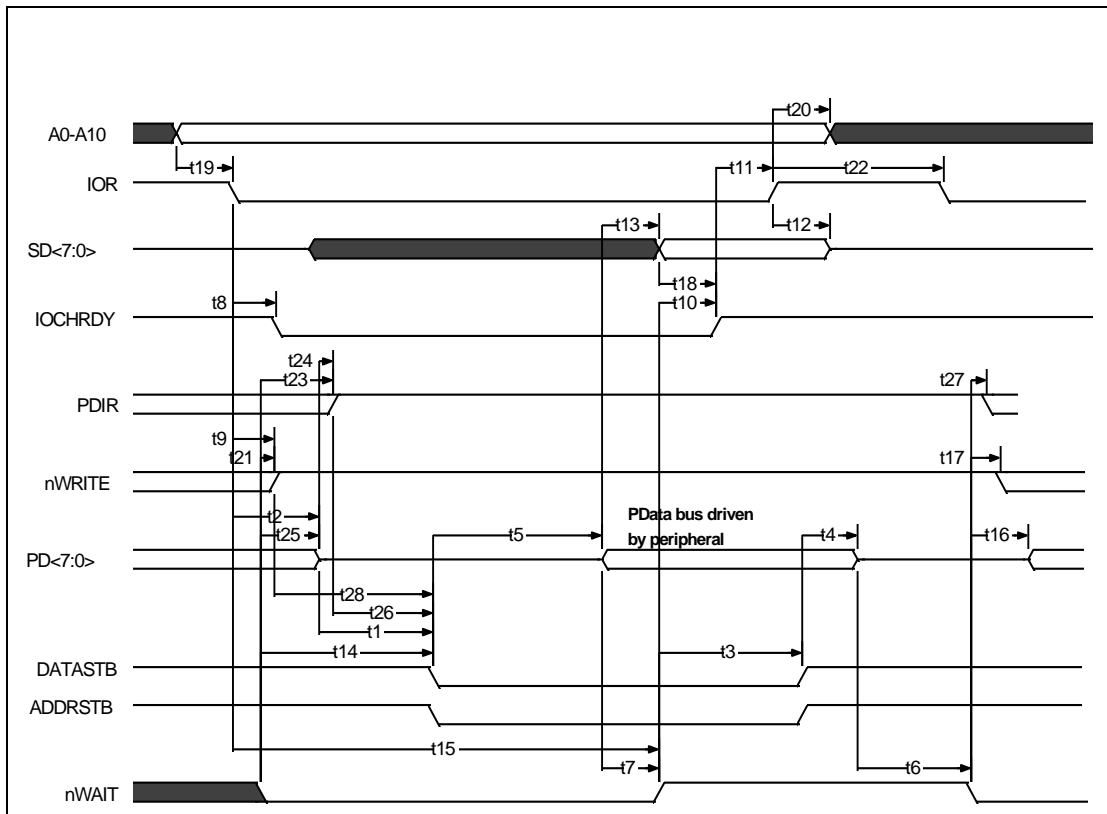 t20
A0-A10
t19
t11
t22
IOR
t13
t12
SD<7:0>
t18
t8
t10
IOCHRDY
t24
t23
t27
PDIR
t9
t21
t17
nWRITE
t2
PData bus driven
t25
t5
t4
t16
by peripheral
PD<7:0>
t28
t26
t1
t14
t3
DATASTB
ADDRSTB
t15
t7
t6
nWAIT